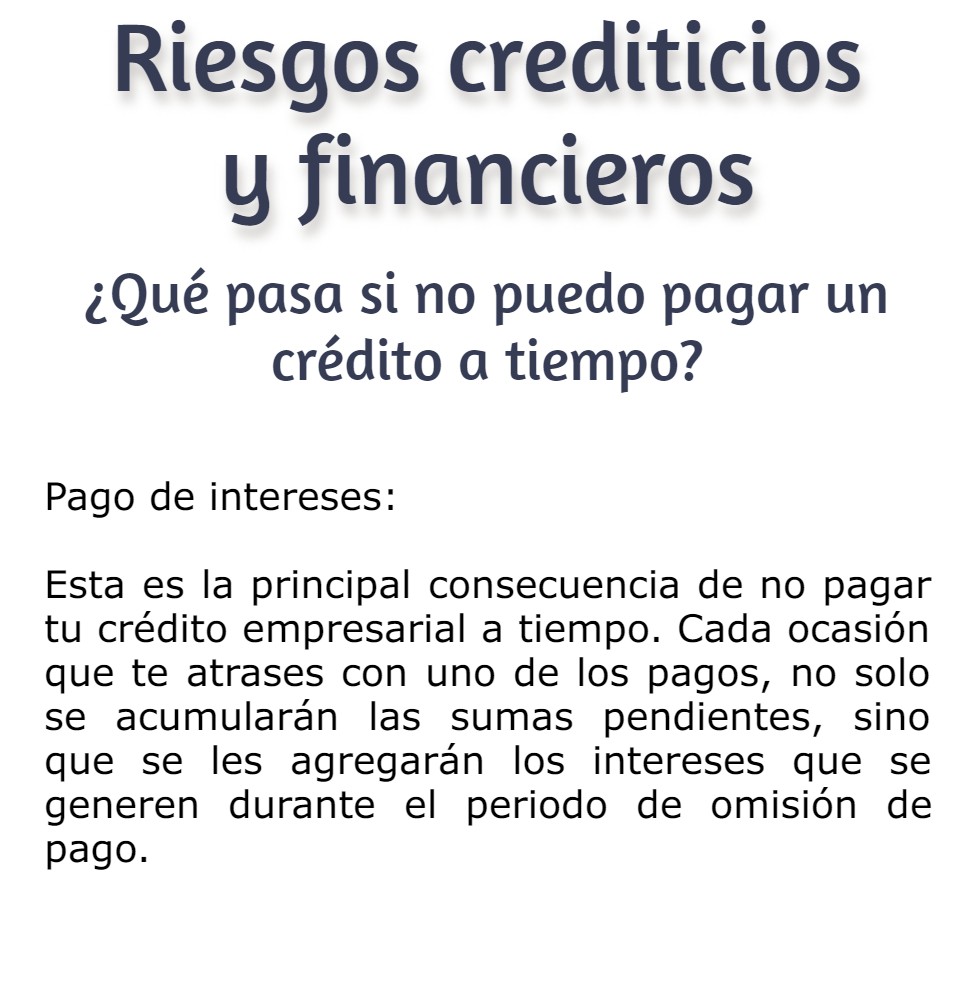 Riesgos crediticios
y financieros
¿Qué pasa si no puedo pagar un
crédito a tiempo?
Pago de intereses:
Esta es la principal consecuencia de no pagar
tu crédito empresarial a tiempo. Cada ocasión
que te atrases con uno de los pagos, no solo
se acumularán las sumas pendientes, sino
que se les agregarán los intereses que se
generen durante el periodo de omisión de
pago.